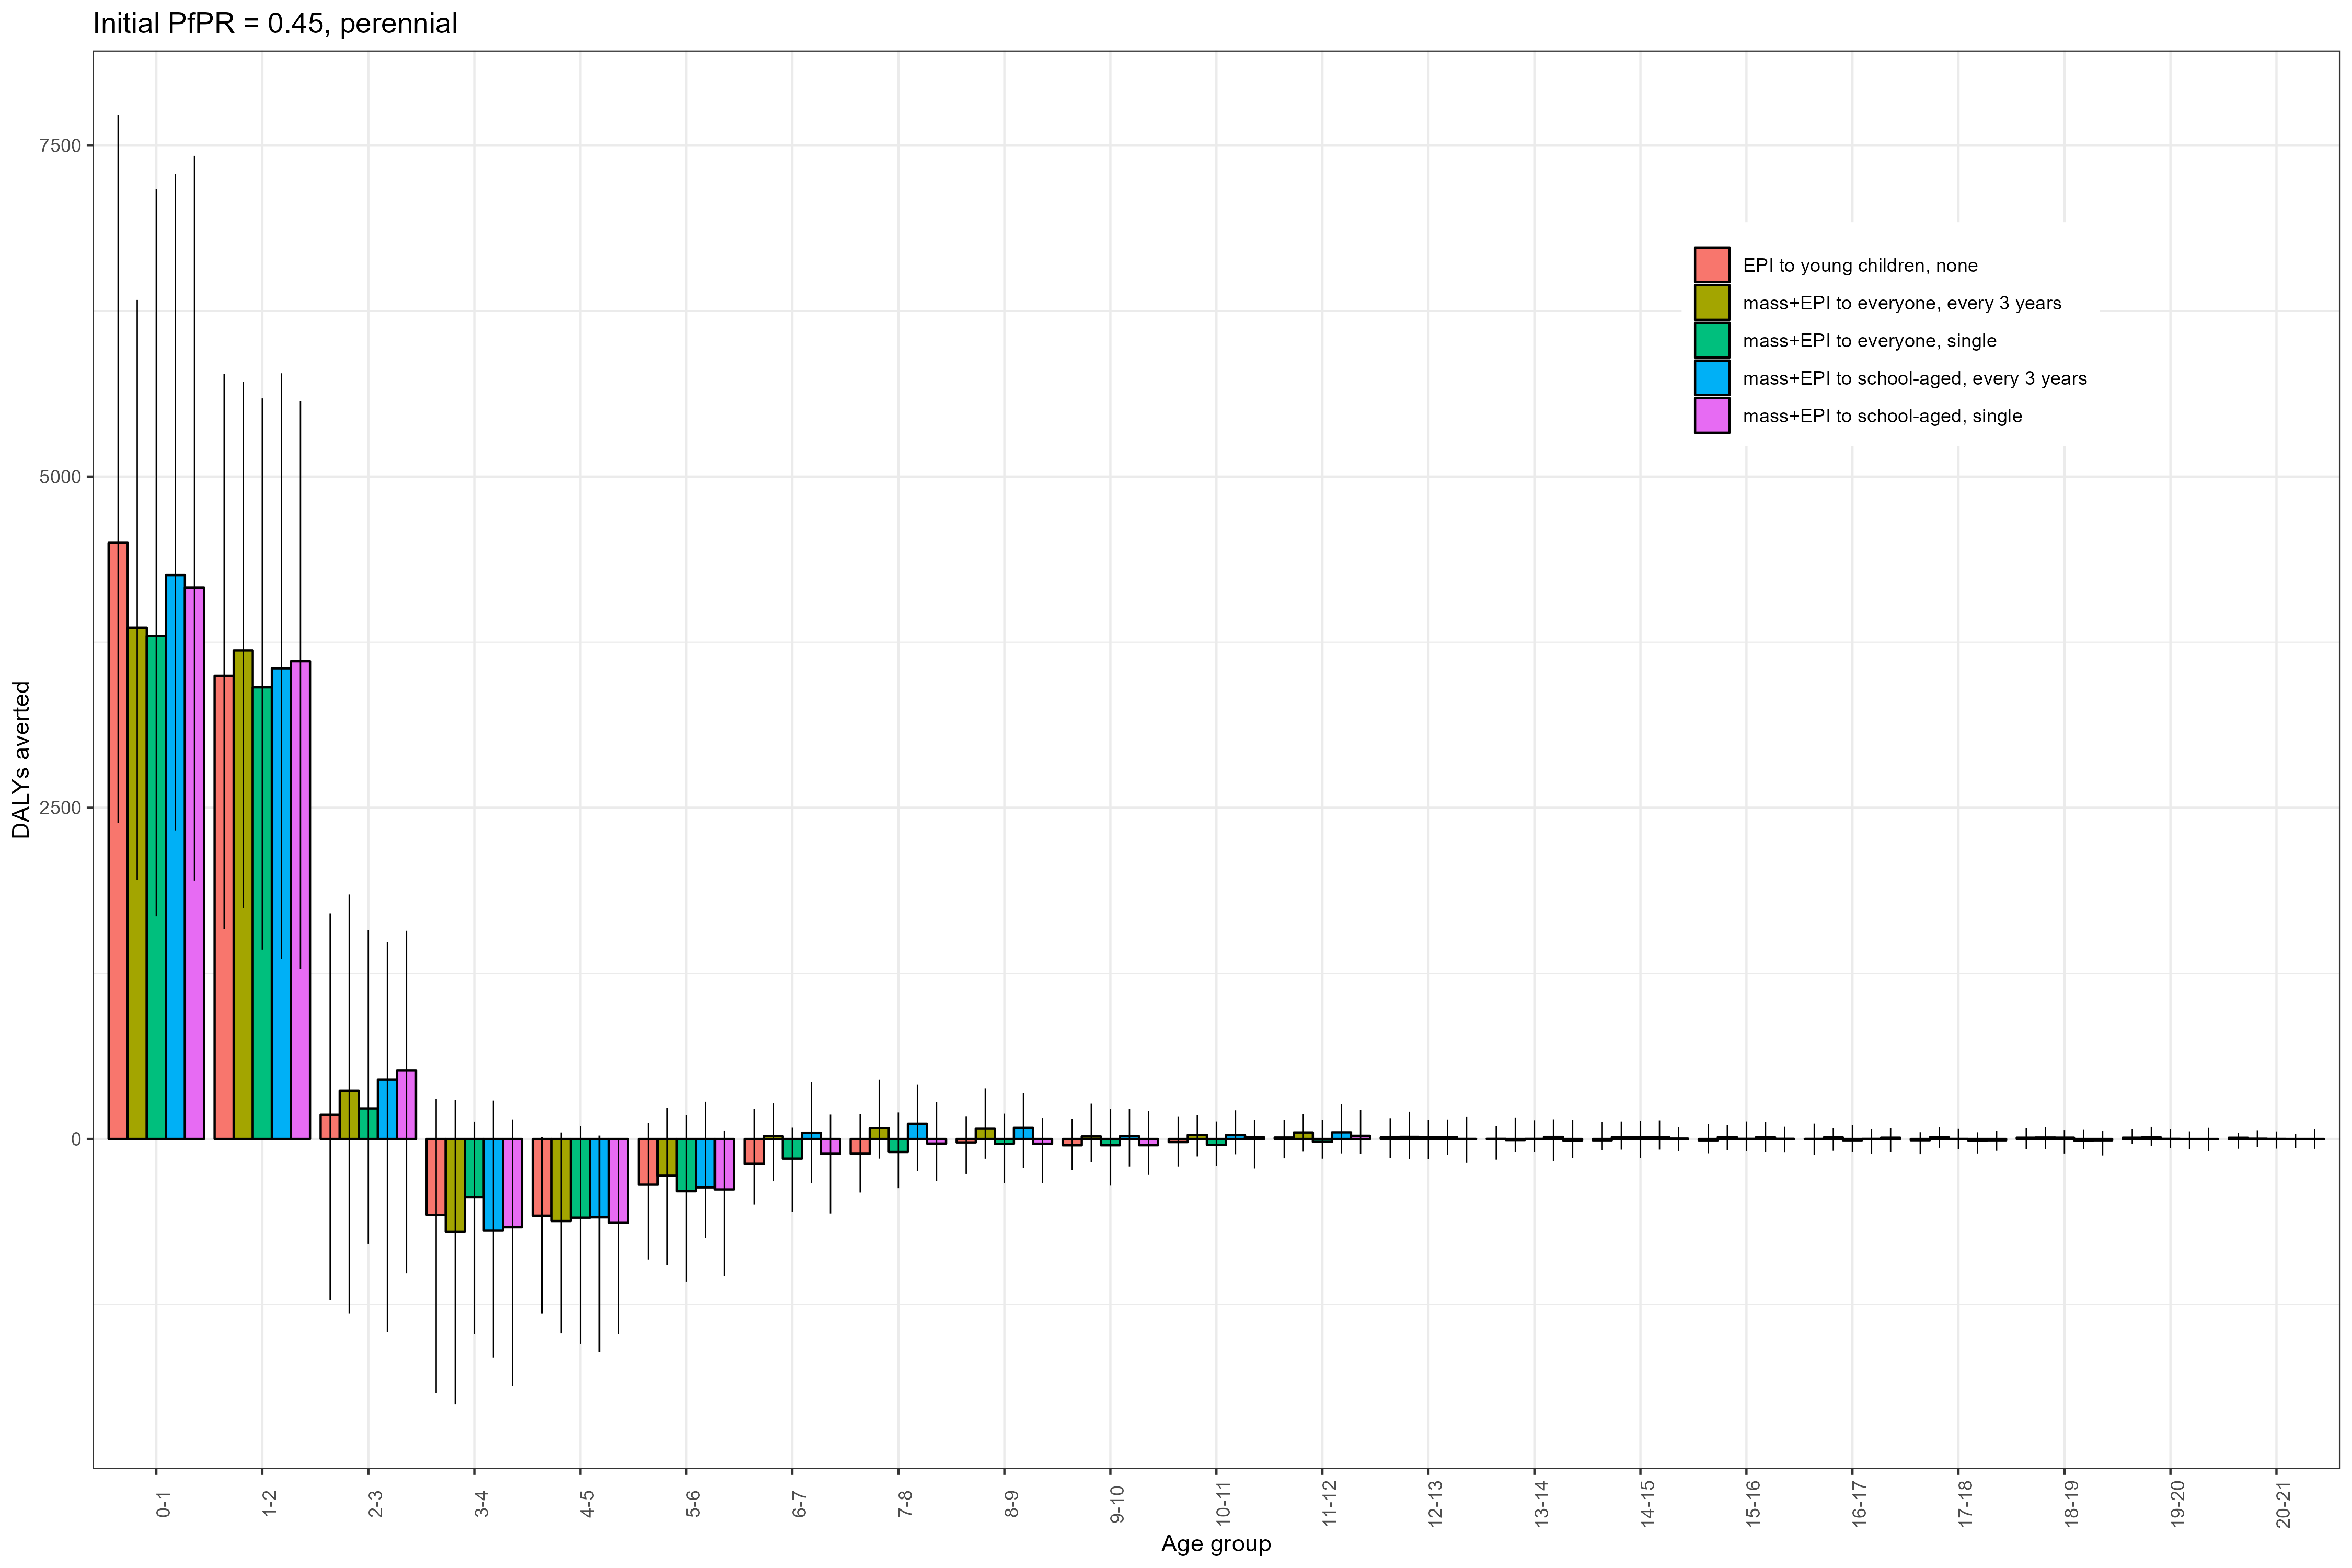 Initial PfPR = 0.45, perennial
7500
5000
2500
0
DALYs averted
EPI to young children, none
mass+EPI to everyone, every 3 years
mass+EPI to everyone, single
mass+EPI to school-aged, every 3 years
mass+EPI to school-aged, single
0-1 1-2 2-3 3-4 4-5 5-6 6-7 7-8 8-9 9-10 10-11 11-12 12-13 13-14 14-15 15-16 16-17 17-18 18-19 19-20 20-21
Age group